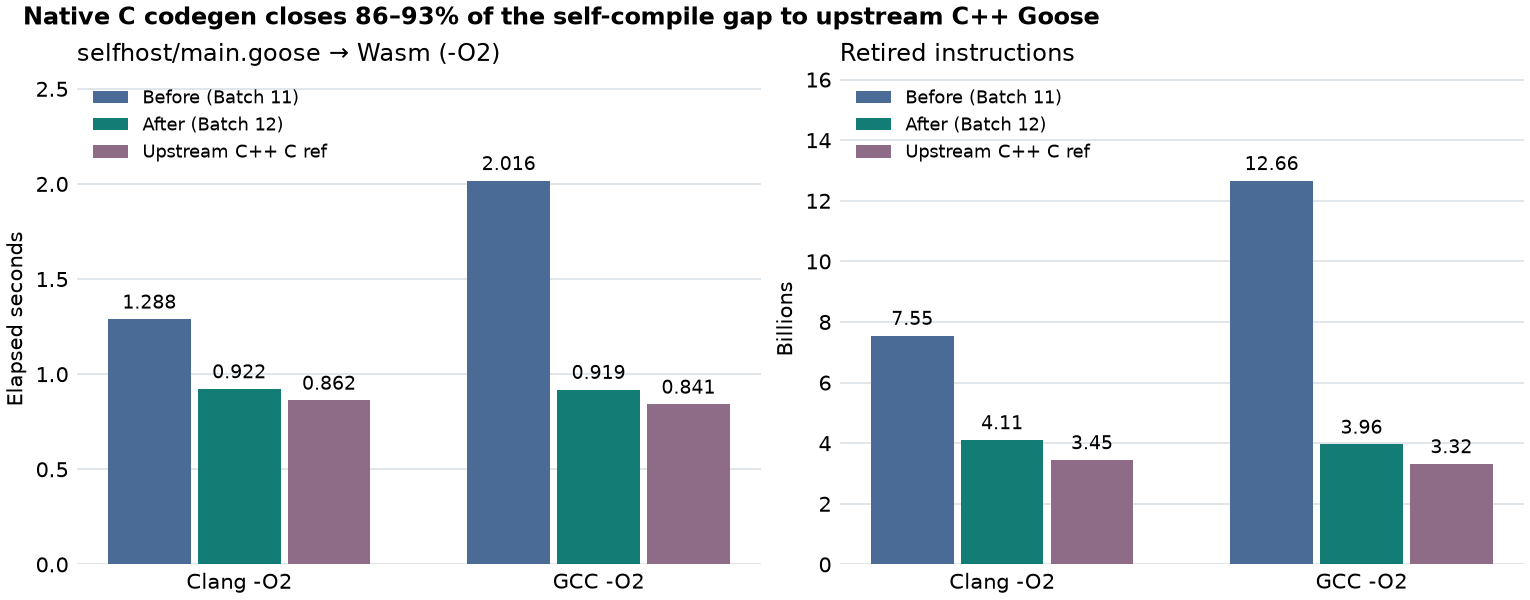 Native C codegen closes 86–93% of the self-compile gap to upstream C++ Goose
selfhost/main.goose → Wasm (-O2)
Elapsed seconds
2.5
2.0
1.5
1.0
0.5
0.0
Before (Batch 11)
After (Batch 12)
Upstream C++ C ref
1.288
0.922
0.862
2.016
0.919
0.841
Clang -O2
GCC -O2
Retired instructions
Billions
16
14
12
10
8
6
4
2
0
Before (Batch 11)
After (Batch 12)
Upstream C++ C ref
7.55
4.11
3.45
12.66
3.96
3.32
Clang -O2
GCC -O2